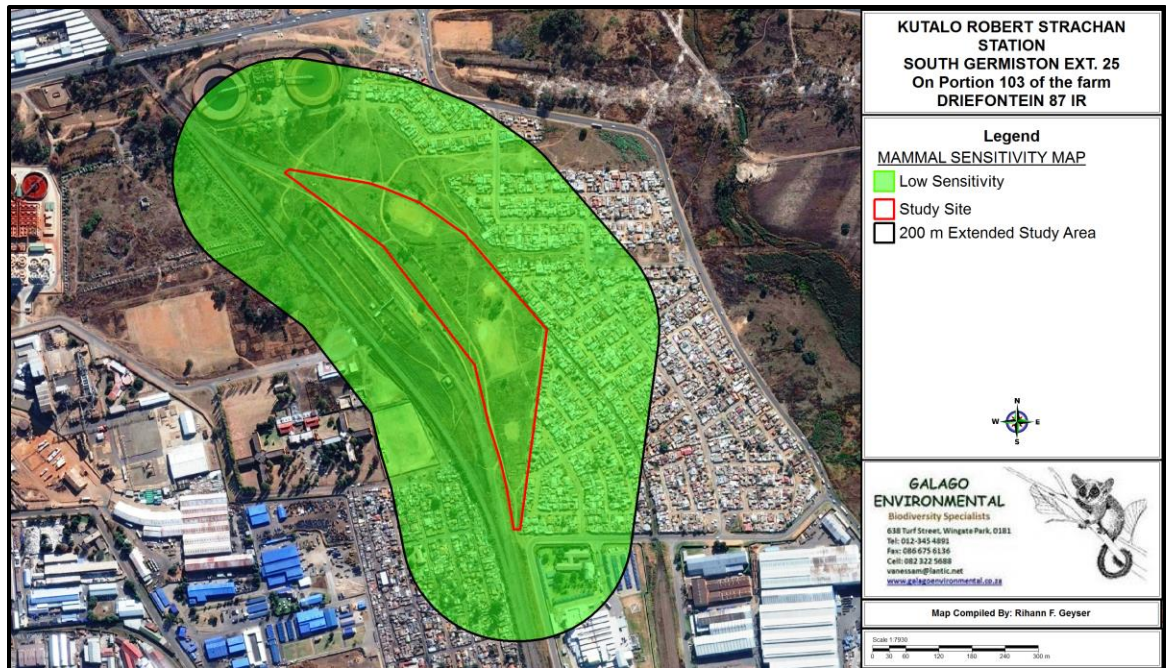 KUTALO ROBERT STRACHAN
STATION
SOUTH GERMISTON EXT. 25
On Portion 103 of the farm
DRIEFONTEIN 87 IR
Legend
MAMMAL SENSITIVITY MAP
Low Sensitivity
Study Site
200 m Extended Study Area
N
W E
S
GALAGO
ENVIRONMENTAL
Biodiversity Specialists
638 Turf Street, Wingate Park, 0181
Tel: 012-345 4891
Fax: 086 675 6136
Cell: 082 322 5688
vanessam@lantic.net
www.galagoenvironmental.co.za
Map Compiled By: Rihann F. Geyser
Scale 1:7930
0 30 60 120 180 240 300 m